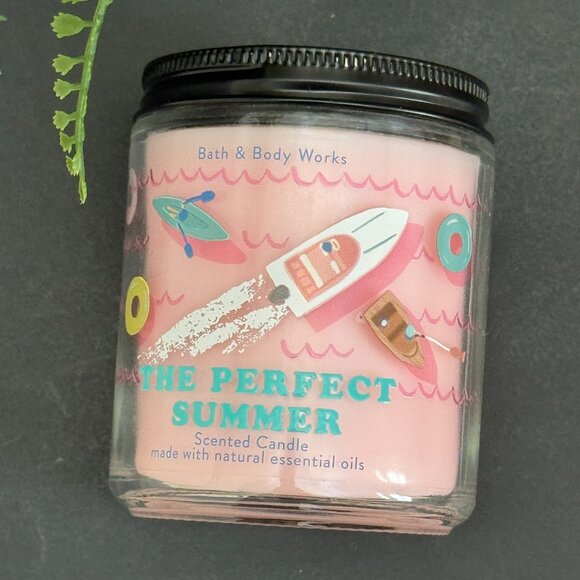 Bath & Body Works
THE PERFECT
SUMMER
Scented Candle
made with natural essential oils